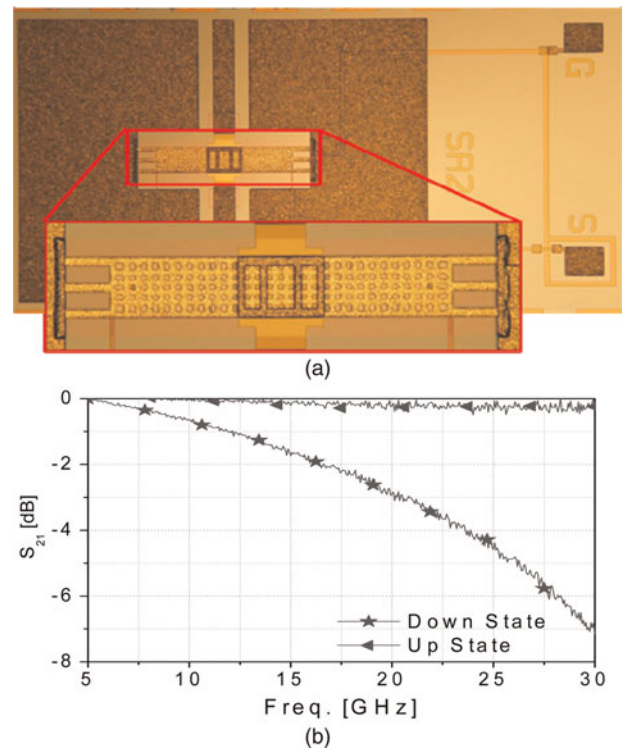 G
SA2
S
(a)
0
-2
-4
-6
-8
S21 [dB]
Down State
Up State
5
10
15
20
25
30
Freq. [GHz]
(b)